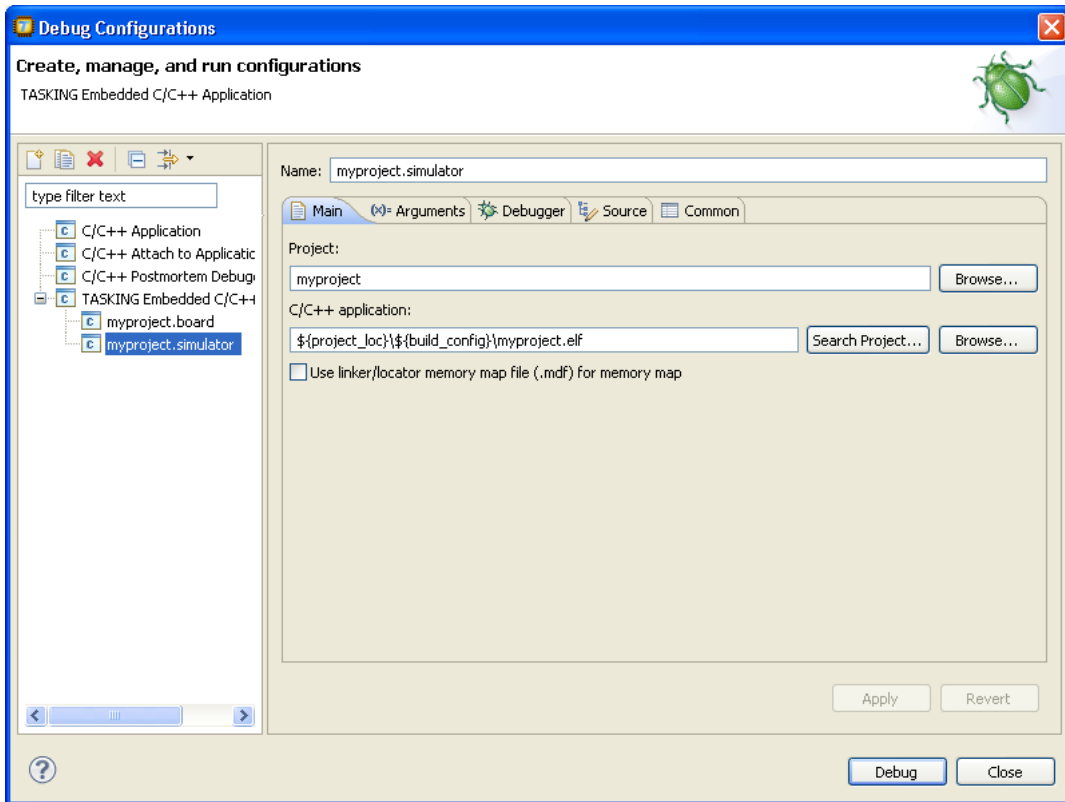 Debug Configurations
Create, manage, and run configurations
TASKING Embedded C/C++ Application
type filter text
C/C++ Application
C/C++ Attach to Applicatic
C/C++ Postmortem Debug
TASKING Embedded C/C++
myproject.board
myproject.simulator
Name: myproject.simulator
Main (x)= Arguments Debugger Source Common
Project:
myproject Browse...
C/C++ application:
${project_loc}\${build_config}\myproject.elf Search Project... Browse...
Use linker/locator memory map file (.mdf) for memory map
Apply Revert
? Debug Close